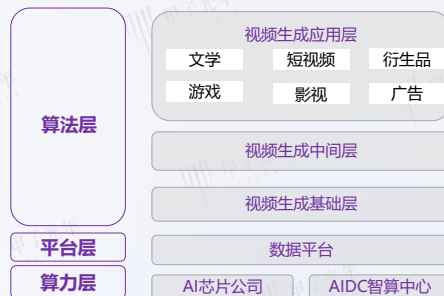 视频生成应用层
文学 短视频 衍生品
游戏 影视 广告
算法层
视频生成中间层
视频生成基础层
平台层 数据平台
算力层 AI芯片公司 AIDC智算中心